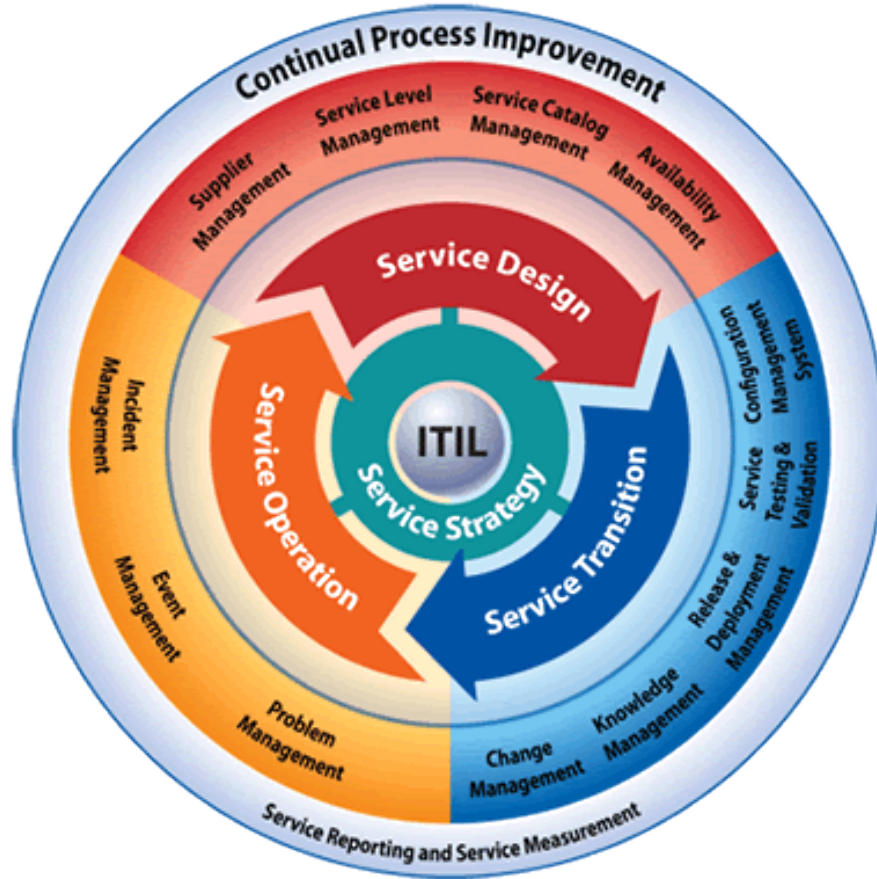 Continual Process Improvement
Supplier
Management
Service Level
Management
Service Catalog
Management
Availability
Management
Configuration
Management
System
Service
Testing &
Validation
Release &
Deployment
Management
Knowledge
Management
Change
Management
Problem
Management
Event
Management
Incident
Management
Service Design
Service Transition
Service Operation
Service Strategy
ITIL
Service Reporting and Service Measurement